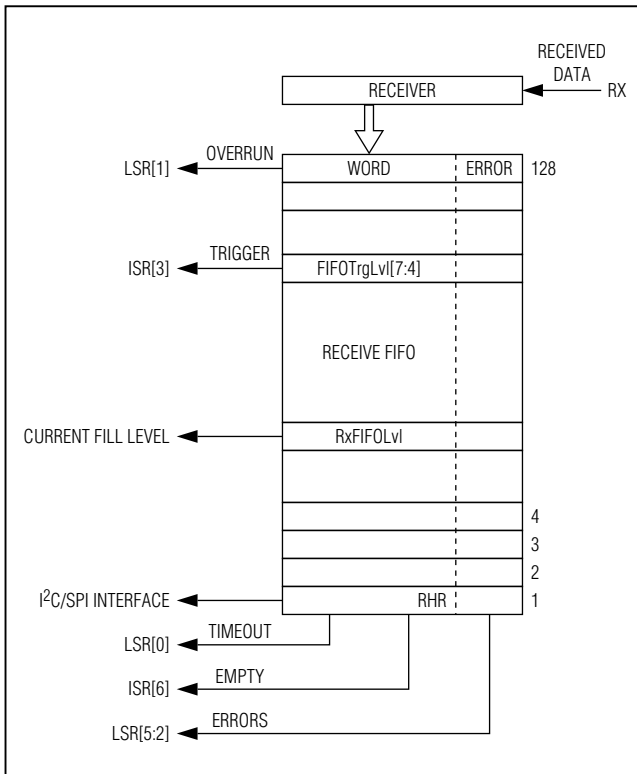 RECEIVED
DATA
RECEIVER
RX
OVERRUN
LSR[1]
WORD
ERROR
128
TRIGGER
ISR[3]
FIFOTrgLvl[7:4]
RECEIVE FIFO
CURRENT FILL LEVEL
RxFIFOLvl
4
3
2
I²C/SPI INTERFACE
RHR
1
TIMEOUT
LSR[0]
EMPTY
ISR[6]
ERRORS
LSR[5:2]